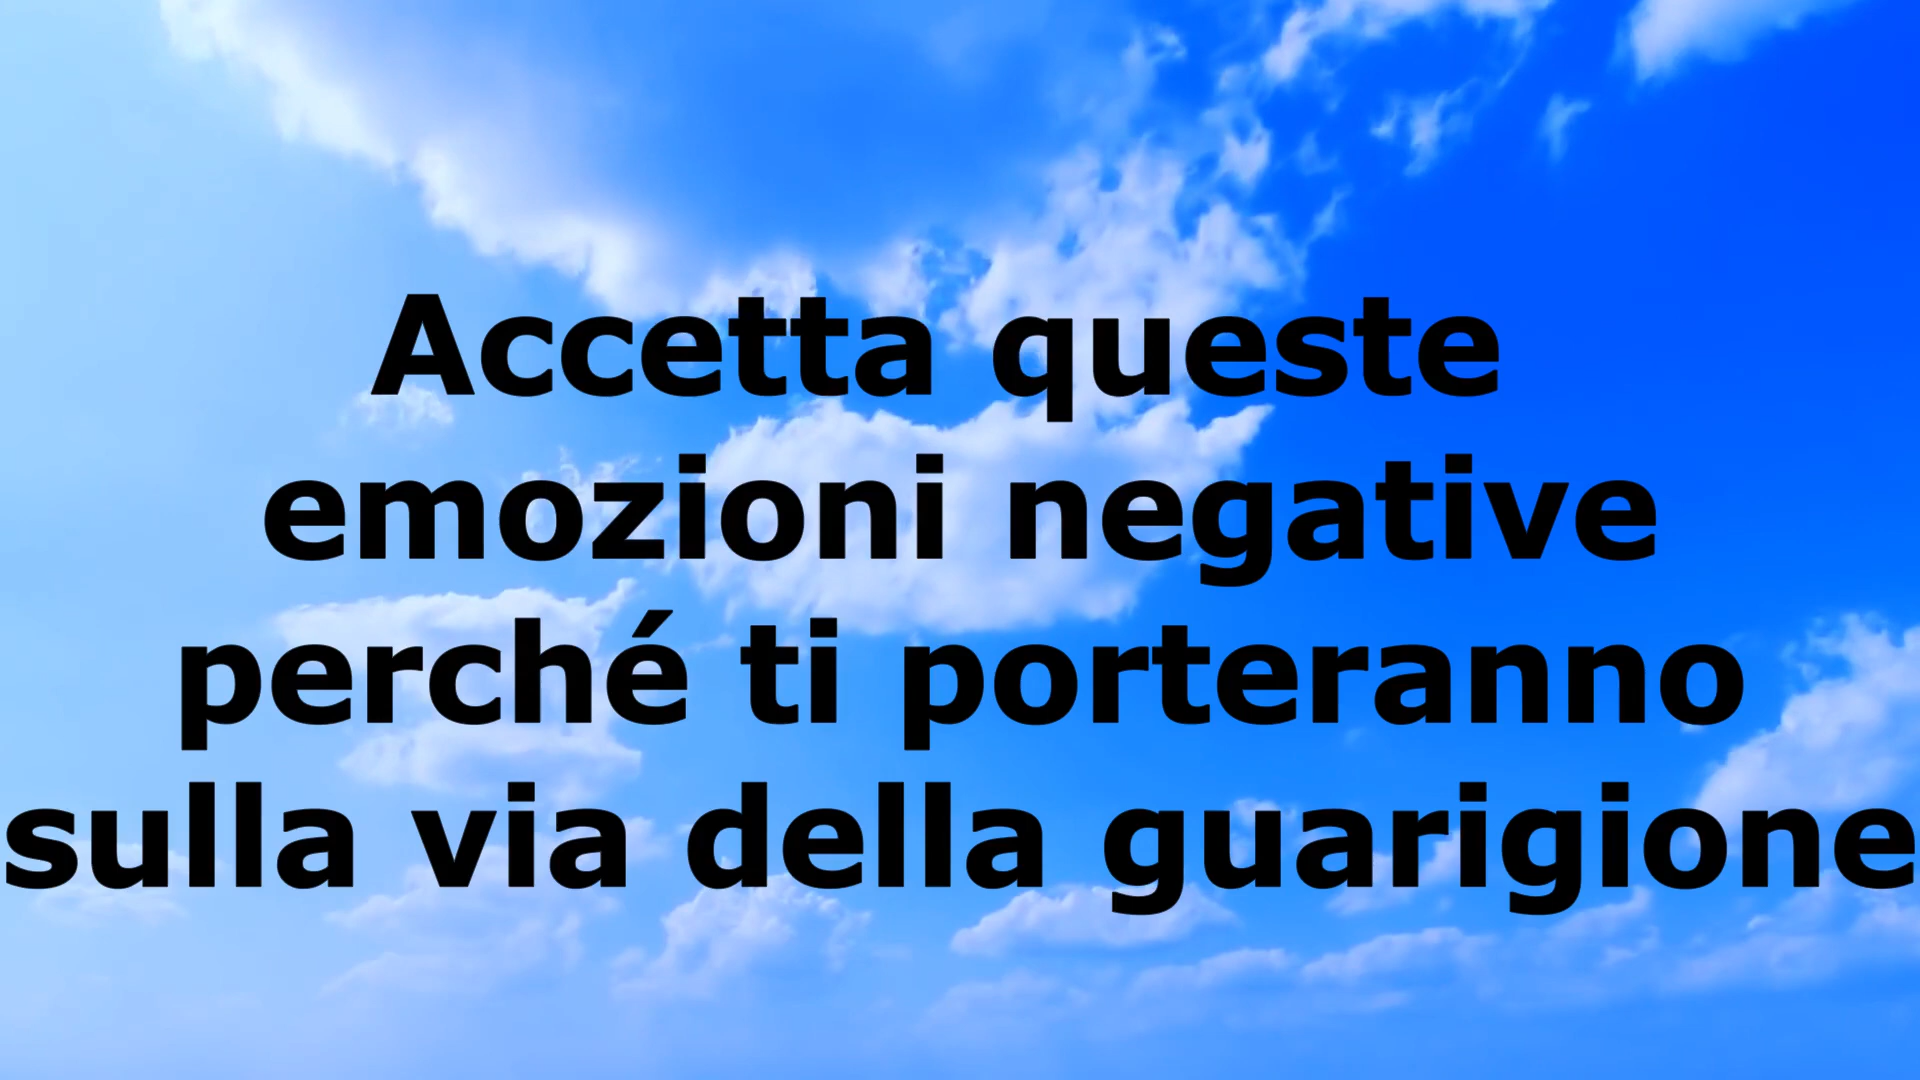 Accetta queste
emozioni negative
perché ti porteranno
sulla via della guarigione